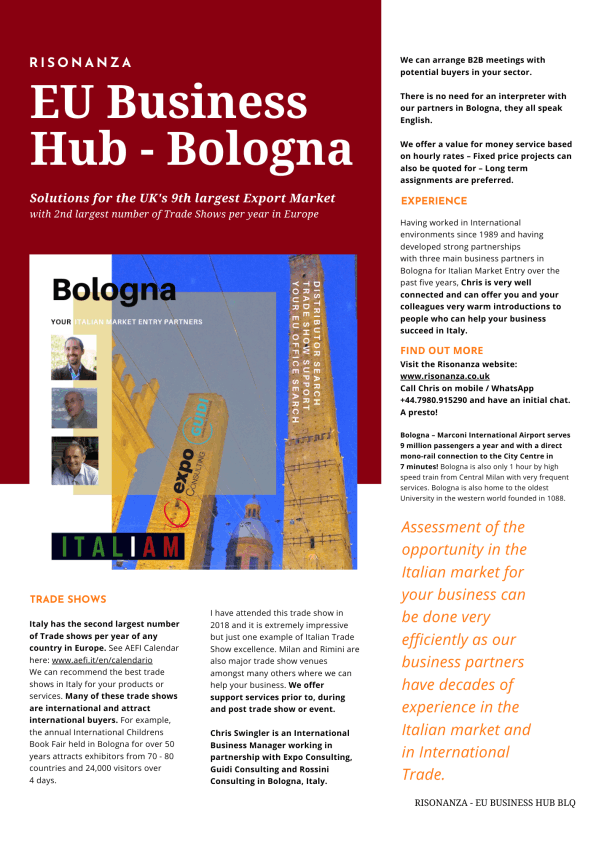 RISONANZA
EU Business
Hub - Bologna
Solutions for the UK's 9th largest Export Market
with 2nd largest number of Trade Shows per year in Europe
Bologna
YOUR ITALIAN MARKET ENTRY PARTNERS
DISTRIBUTOR SEARCH
TRADE SHOW SUPPORT
YOUR EU OFFICE SEARCH
GUIDI
expo
CONSULTING
ITALIAM
TRADE SHOWS
Italy has the second largest number
of Trade shows per year of any
country in Europe. See AEFI Calendar
here: www.aefi.it/en/calendario
We can recommend the best trade
shows in Italy for your products or
services. Many of these trade shows
are international and attract
international buyers. For example,
the annual International Childrens
Book Fair held in Bologna for over 50
years attracts exhibitors from 70 - 80
countries and 24,000 visitors over
4 days.
I have attended this trade show in
2018 and it is extremely impressive
but just one example of Italian Trade
Show excellence. Milan and Rimini are
also major trade show venues
amongst many others where we can
help your business. We offer
support services prior to, during
and post trade show or event.
Chris Swingler is an International
Business Manager working in
partnership with Expo Consulting,
Guidi Consulting and Rossini
Consulting in Bologna, Italy.
We can arrange B2B meetings with
potential buyers in your sector.
There is no need for an interpreter with
our partners in Bologna, they all speak
English.
We offer a value for money service based
on hourly rates – Fixed price projects can
also be quoted for – Long term
assignments are preferred.
EXPERIENCE
Having worked in International
environments since 1989 and having
developed strong partnerships
with three main business partners in
Bologna for Italian Market Entry over the
past five years, Chris is very well
connected and can offer you and your
colleagues very warm introductions to
people who can help your business
succeed in Italy.
FIND OUT MORE
Visit the Risonanza website:
www.risonanza.co.uk
Call Chris on mobile / WhatsApp
+44.7980.915290 and have an initial chat.
A presto!
Bologna – Marconi International Airport serves
9 million passengers a year and with a direct
mono-rail connection to the City Centre in
7 minutes! Bologna is also only 1 hour by high
speed train from Central Milan with very frequent
services. Bologna is also home to the oldest
University in the western world founded in 1088.
Assessment of the
opportunity in the
Italian market for
your business can
be done very
efficiently as our
business partners
have decades of
experience in the
Italian market and
in International
Trade.
RISONANZA - EU BUSINESS HUB BLQ